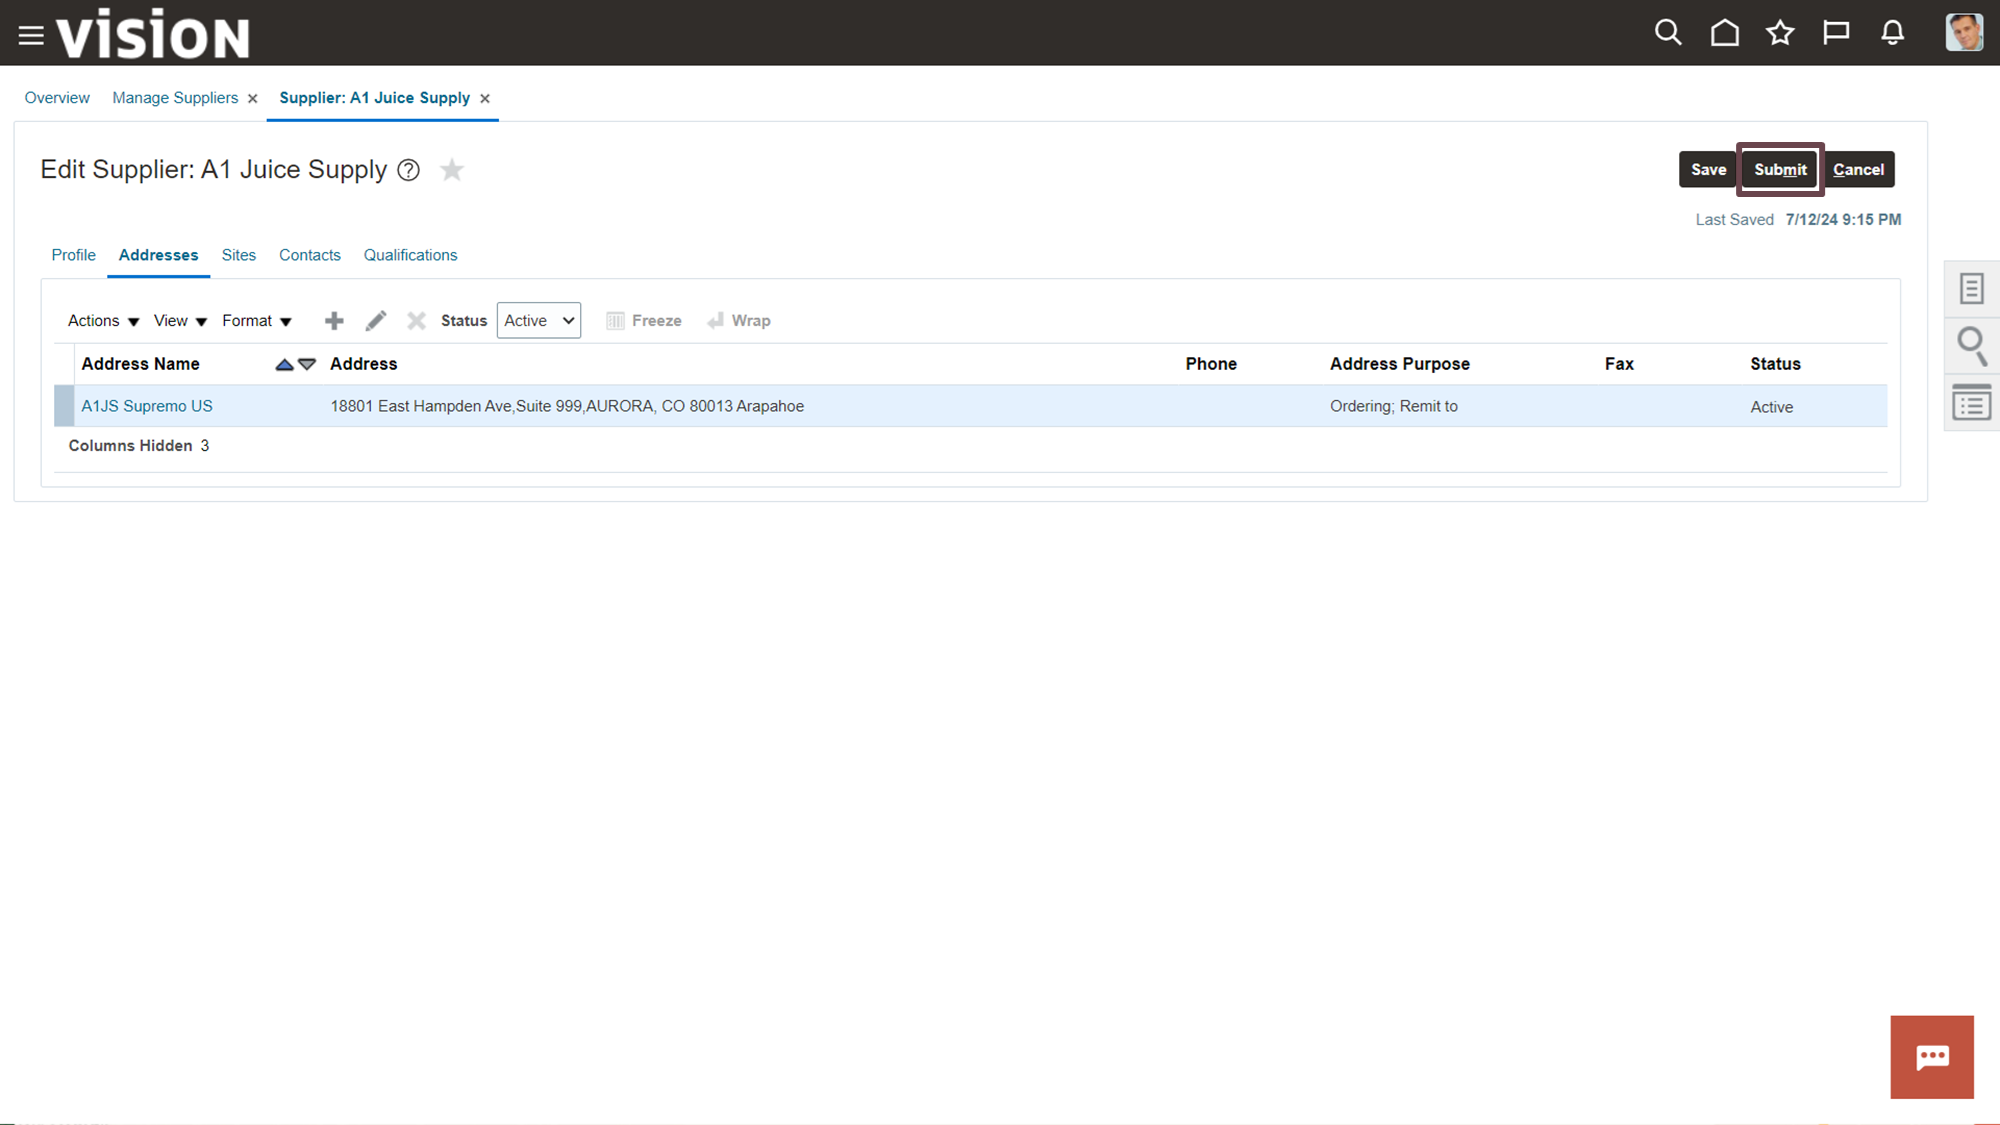 VISION
Overview Manage Suppliers × Supplier: A1 Juice Supply ×
Edit Supplier: A1 Juice Supply ?
Save Submit Cancel
Last Saved 7/12/24 9:15 PM
Profile Addresses Sites Contacts Qualifications
Actions View Format Status Active Freeze Wrap
Address Name Address Phone Address Purpose Fax Status
A1JS Supremo US 18801 East Hampden Ave,Suite 999,AURORA, CO 80013 Arapahoe Ordering; Remit to Active
Columns Hidden 3